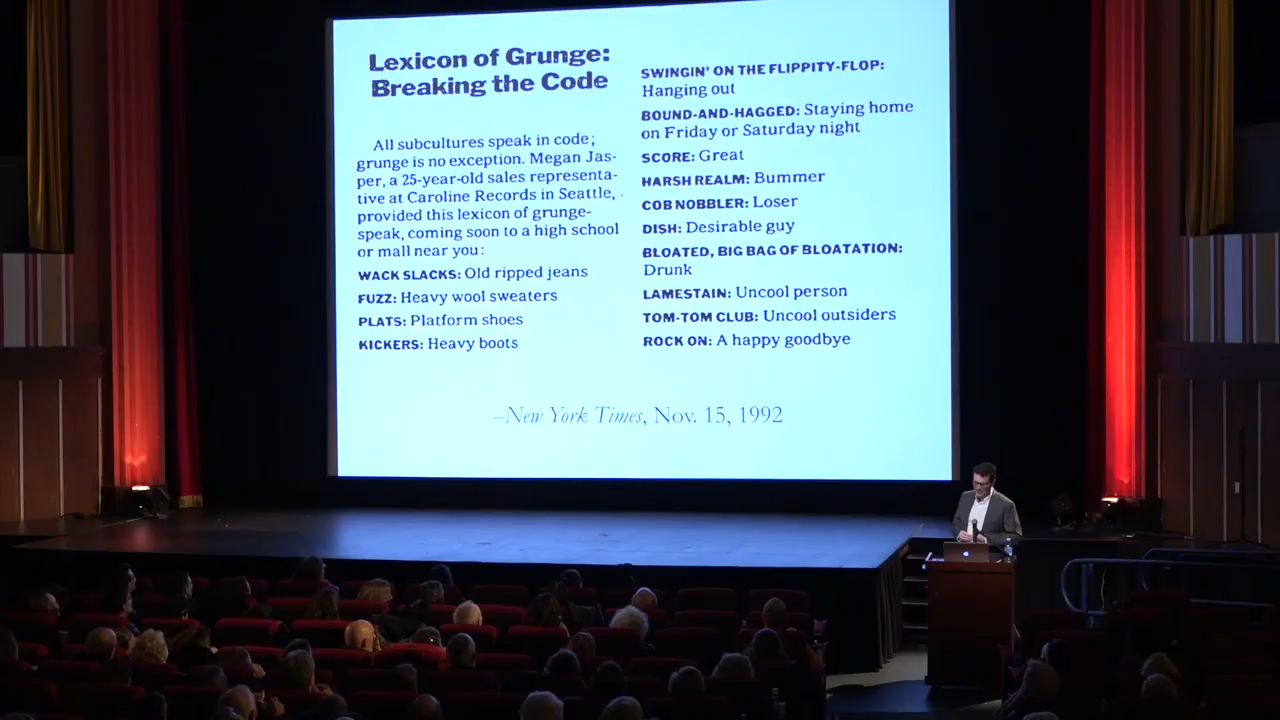 Lexicon of Grunge:
Breaking the Code
All subcultures speak in code;
grunge is no exception. Megan Jas-
per, a 25-year-old sales representa-
tive at Caroline Records in Seattle,
provided this lexicon of grunge-
speak, coming soon to a high school
or mall near you:
WACK SLACKS: Old ripped jeans
FUZZ: Heavy wool sweaters
PLATS: Platform shoes
KICKERS: Heavy boots
SWINGIN' ON THE FLIPPITY-FLOP:
Hanging out
BOUND-AND-HAGGED: Staying home
on Friday or Saturday night
SCORE: Great
HARSH REALM: Bummer
COB NOBBLER: Loser
DISH: Desirable guy
BLOATED, BIG BAG OF BLOATATION:
Drunk
LAMESTAIN: Uncool person
TOM-TOM CLUB: Uncool outsiders
ROCK ON: A happy goodbye
–New York Times, Nov. 15, 1992